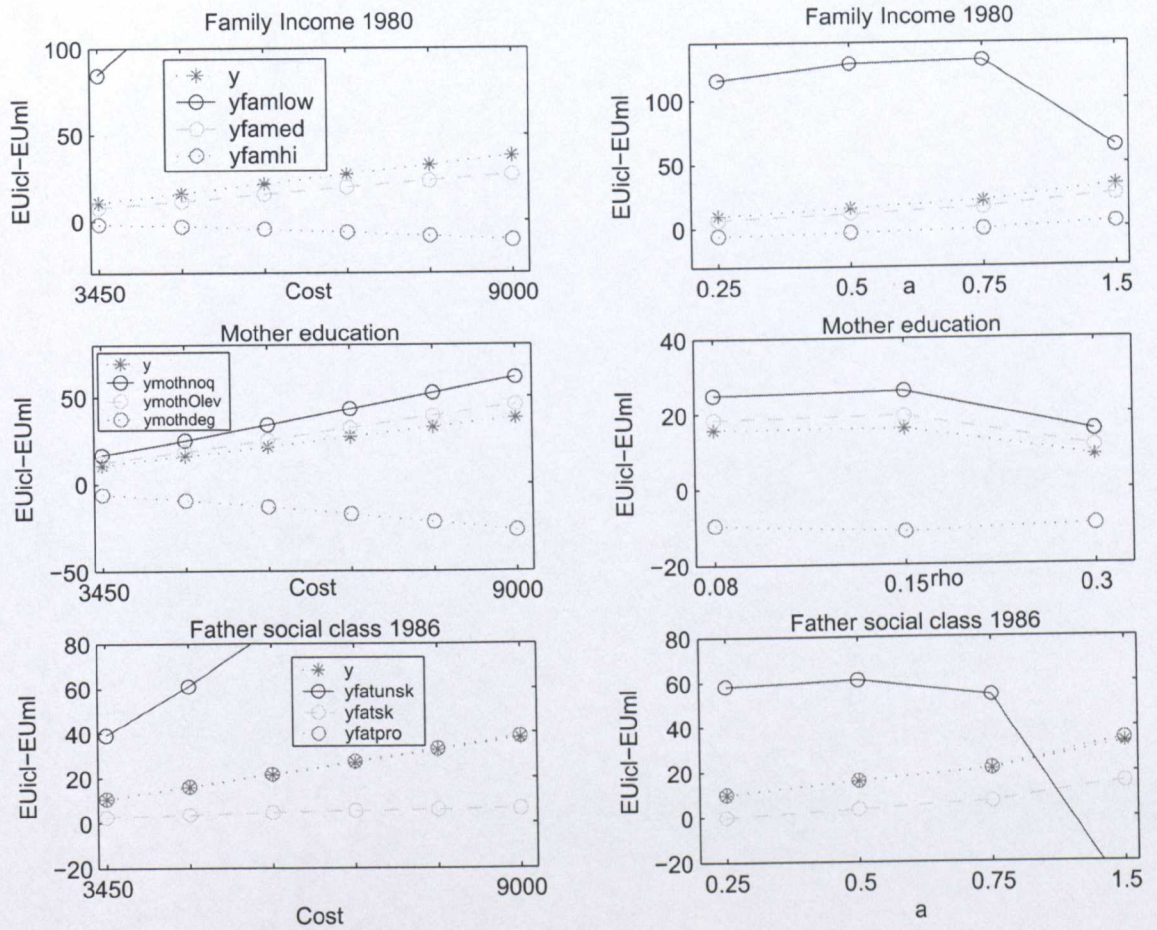 Family Income 1980
EUicl−EUml
100
50
0
y
yfamlow
yfamed
yfamhi
3450
Cost
9000
Family Income 1980
EUicl−EUml
100
50
0
0.25
0.5
a
0.75
1.5
Mother education
EUicl−EUml
50
0
−50
y
ymothnoq
ymothOlev
ymothdeg
3450
Cost
9000
Mother education
EUicl−EUml
40
20
0
−20
0.08
0.15
rho
0.3
Father social class 1986
EUicl−EUml
80
60
40
20
0
−20
y
yfatunsk
yfatsk
yfatpro
3450
9000
Cost
Father social class 1986
EUicl−EUml
80
60
40
20
0
−20
0.25
0.5
0.75
1.5
a